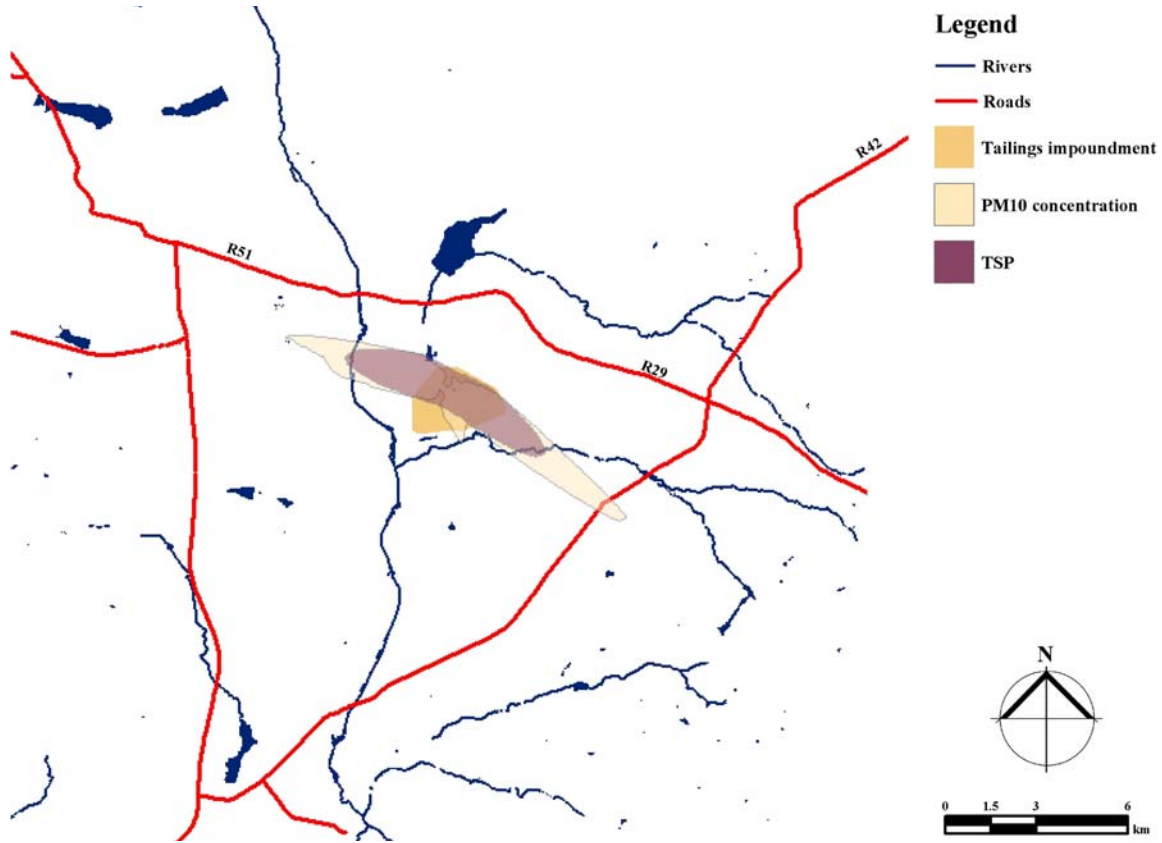 Legend
Rivers
Roads
Tailings impoundment
PM10 concentration
TSP
R42
R51
R29
N
0 1.5 3 6
km